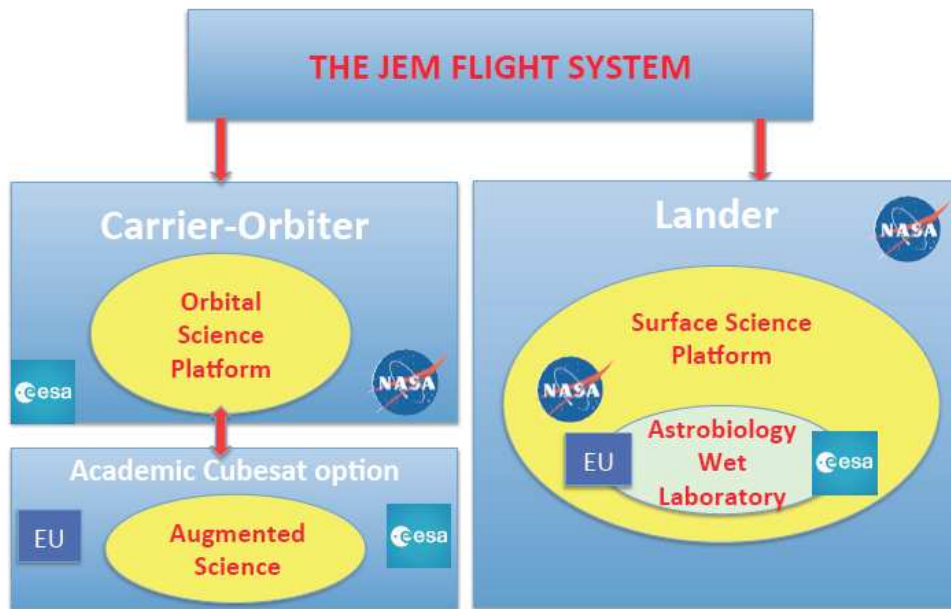 THE JEM FLIGHT SYSTEM
Carrier-Orbiter
Orbital
Science
Platform
esa
NASA
Academic Cubesat option
EU
Augmented
Science
esa
Lander
NASA
Surface Science
Platform
NASA
EU
Astrobiology
Wet
Laboratory
esa